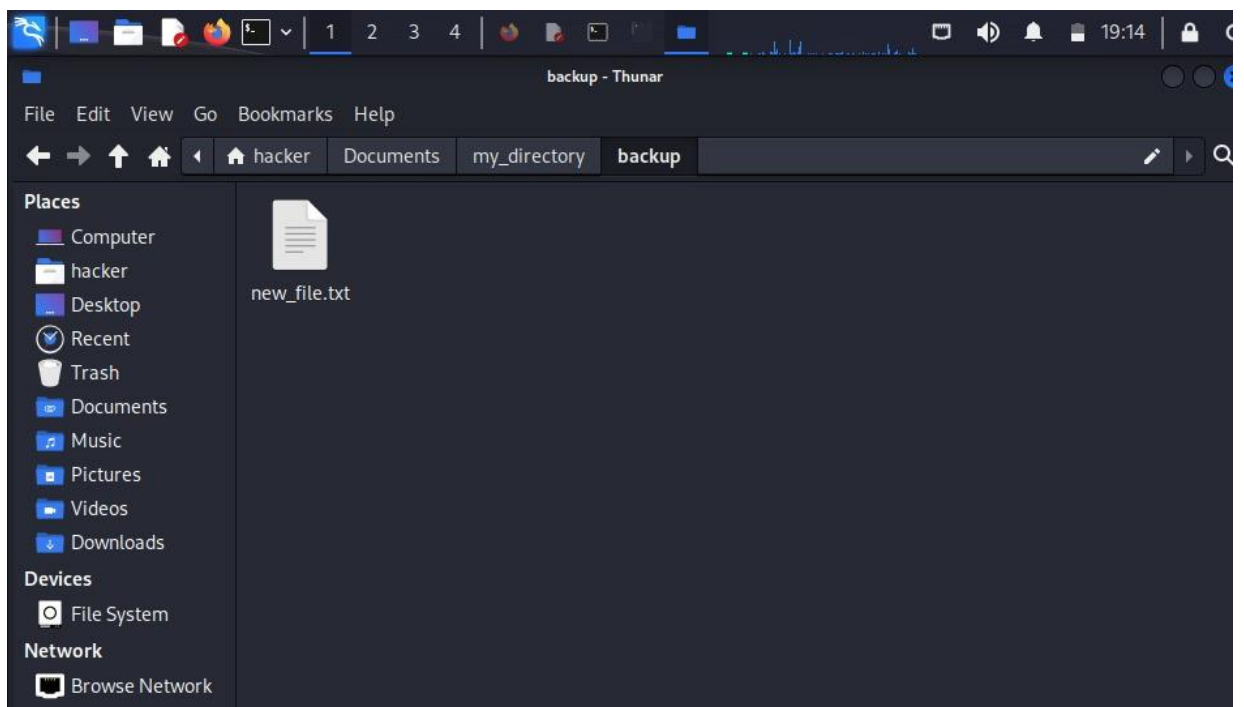 1 2 3 4 19:14
backup - Thunar
File Edit View Go Bookmarks Help
hacker Documents my_directory backup
Places
Computer
hacker
Desktop
Recent
Trash
Documents
Music
Pictures
Videos
Downloads
Devices
File System
Network
Browse Network
new_file.txt